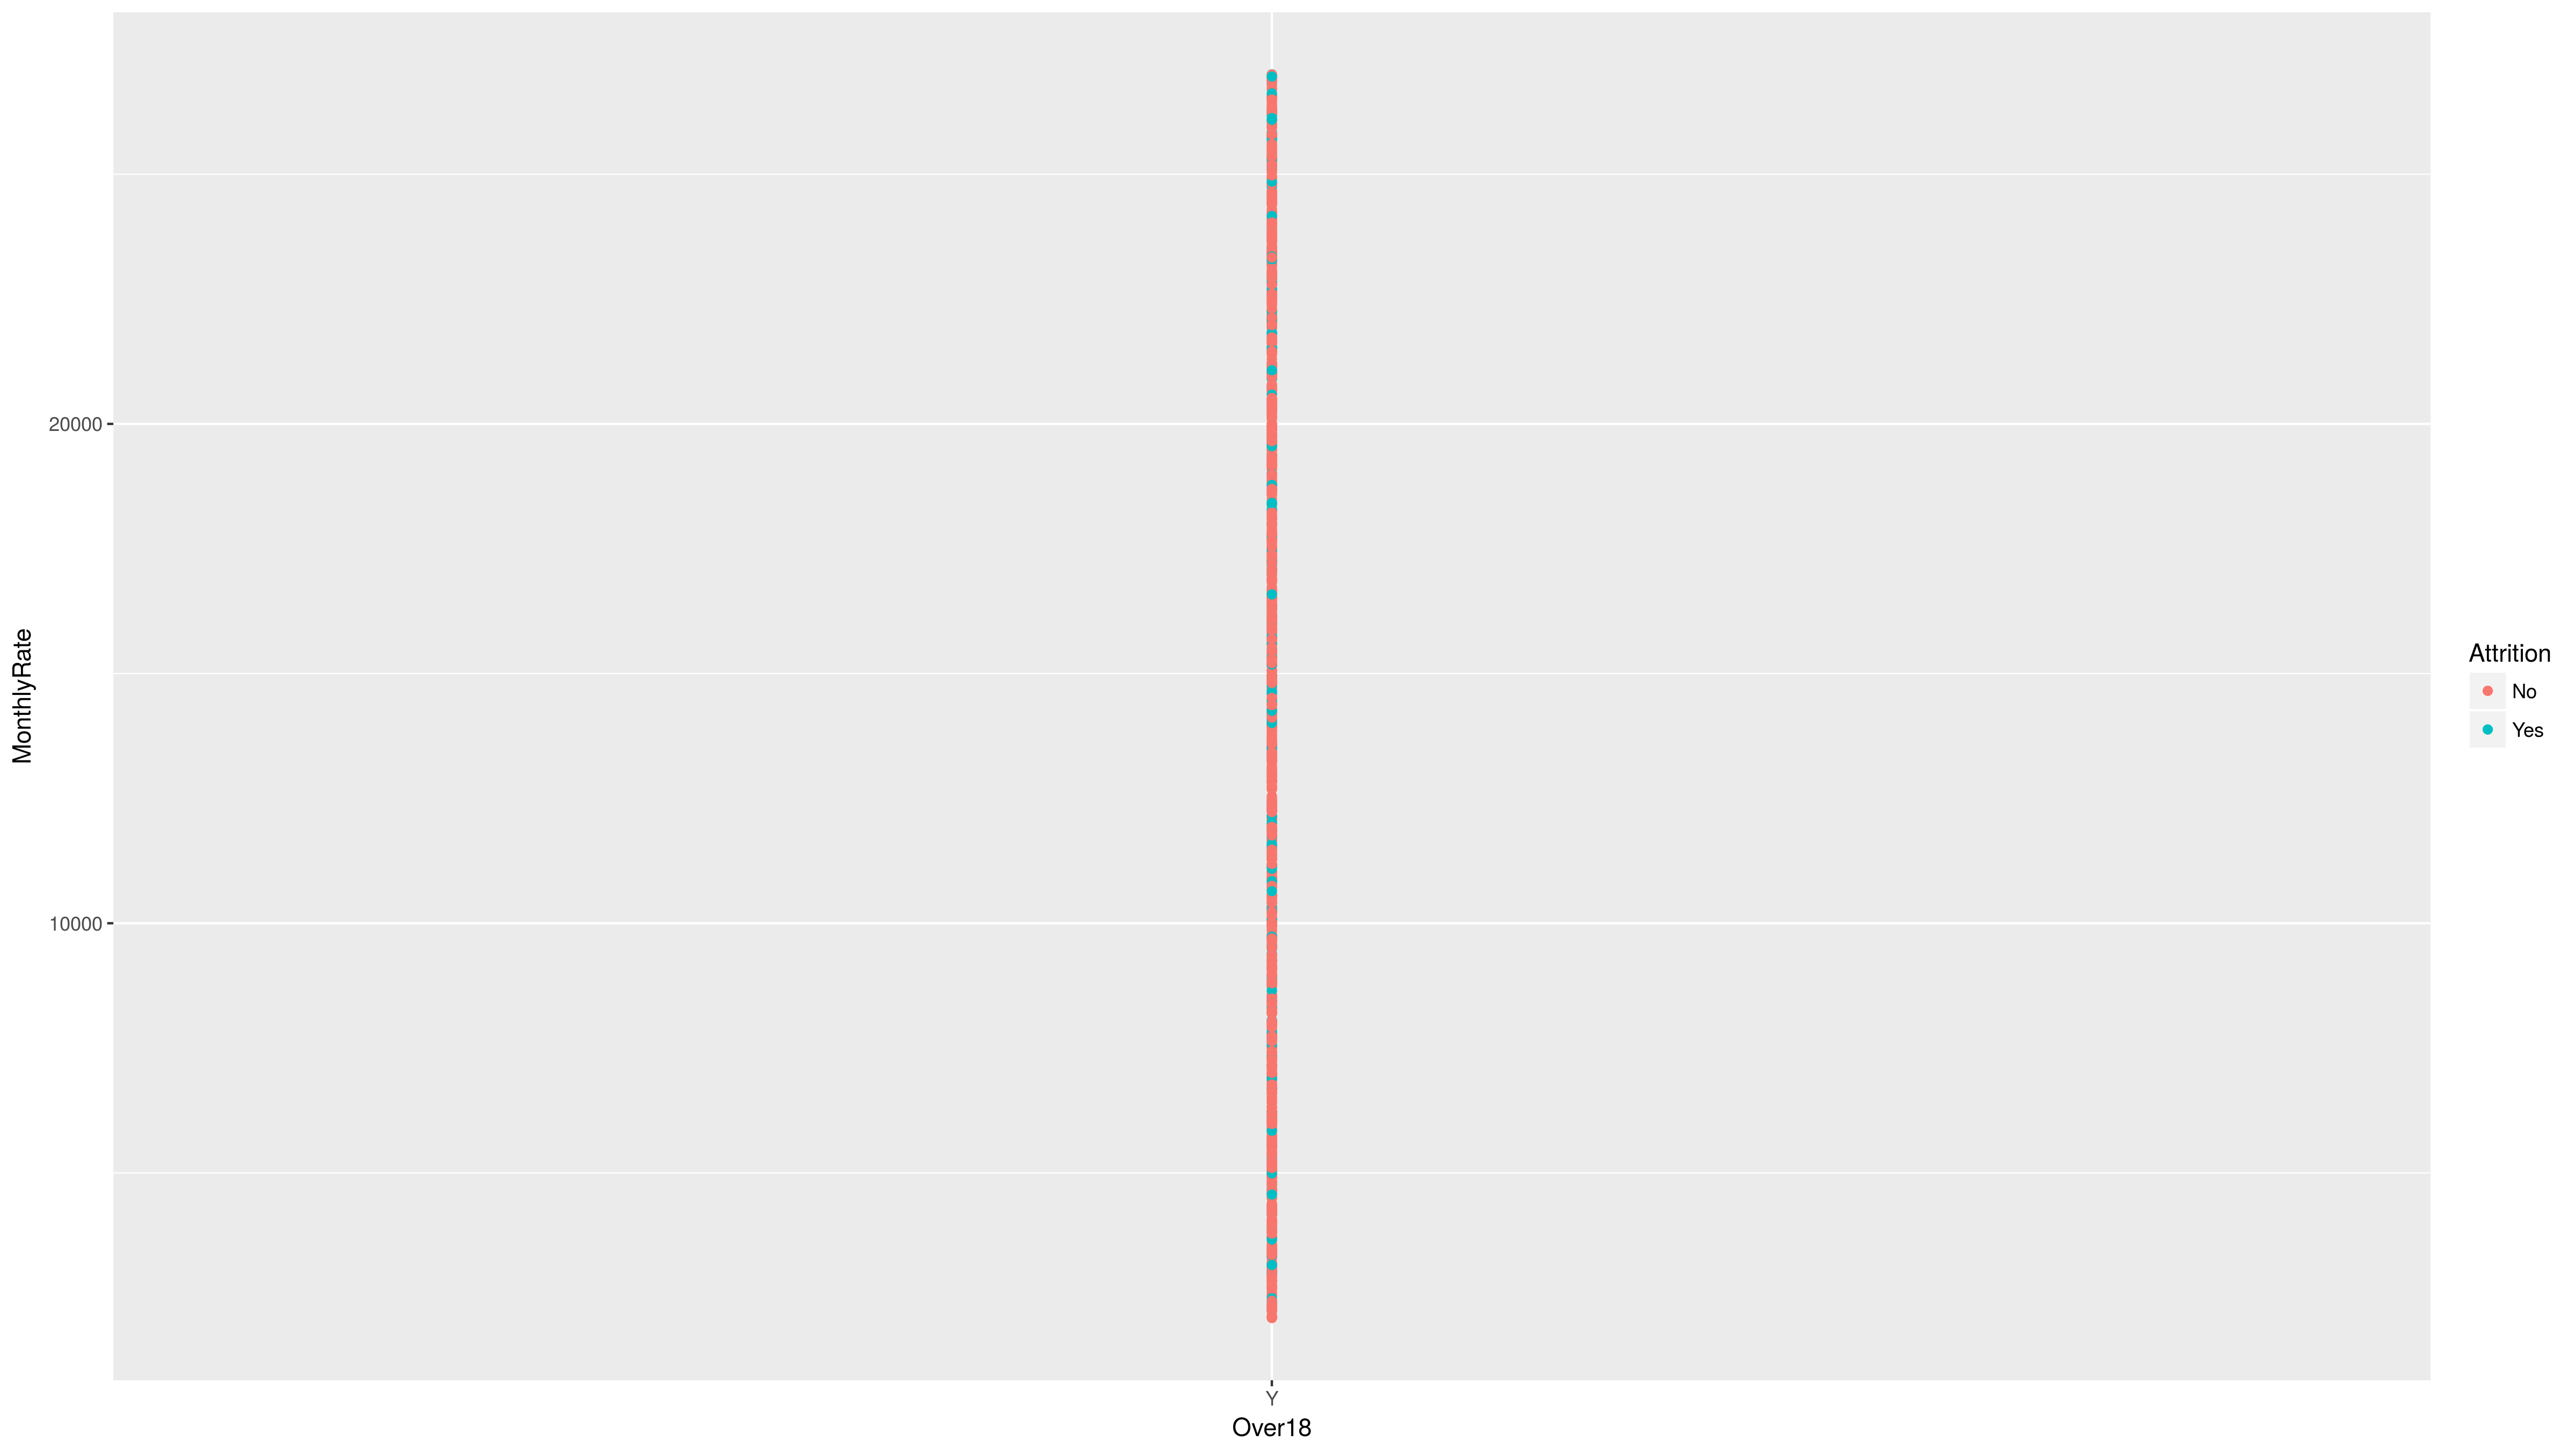 MonthlyRate
20000
10000
Y
Over18
Attrition
No
Yes